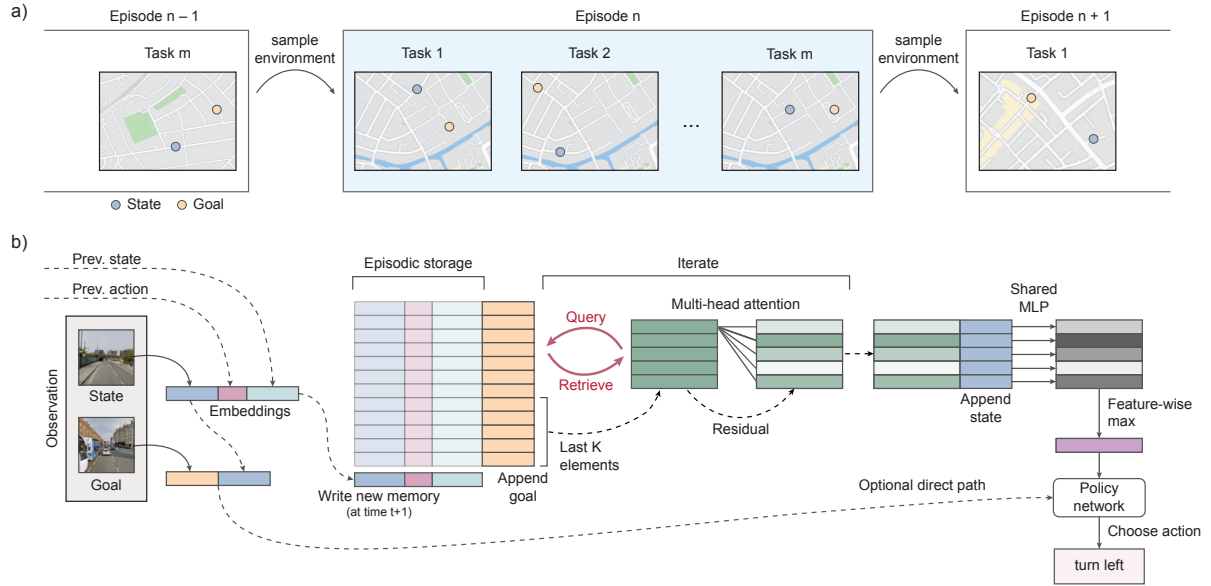 a)
Episode n – 1
Episode n
Episode n + 1
Task m
sample
environment
Task 1
Task 2
...
Task m
sample
environment
Task 1
State
Goal
b)
Prev. state
Prev. action
Observation
State
Goal
Embeddings
Episodic storage
Write new memory
(at time t+1)
Append
goal
Last K
elements
Iterate
Query
Retrieve
Multi-head attention
Residual
Append
state
Shared
MLP
Feature-wise
max
Optional direct path
Policy
network
Choose action
turn left